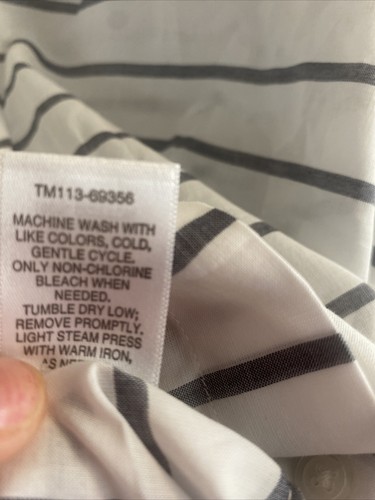 TM113-69356
MACHINE WASH WITH
LIKE COLORS, COLD,
GENTLE CYCLE.
ONLY NON-CHLORINE
BLEACH WHEN
NEEDED.
TUMBLE DRY LOW;
REMOVE PROMPTLY.
LIGHT STEAM PRESS
WITH WARM IRON,
AS